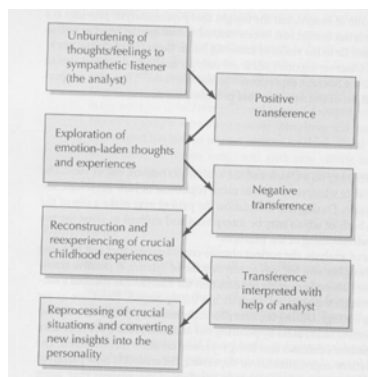 Unburdening of
thoughts/feelings to
sympathetic listener
(the analyst)
Positive
transference
Exploration of
emotion-laden thoughts
and experiences
Negative
transference
Reconstruction and
reexperiencing of crucial
childhood experiences
Transference
interpreted with
help of analyst
Reprocessing of crucial
situations and converting
new insights into the
personality